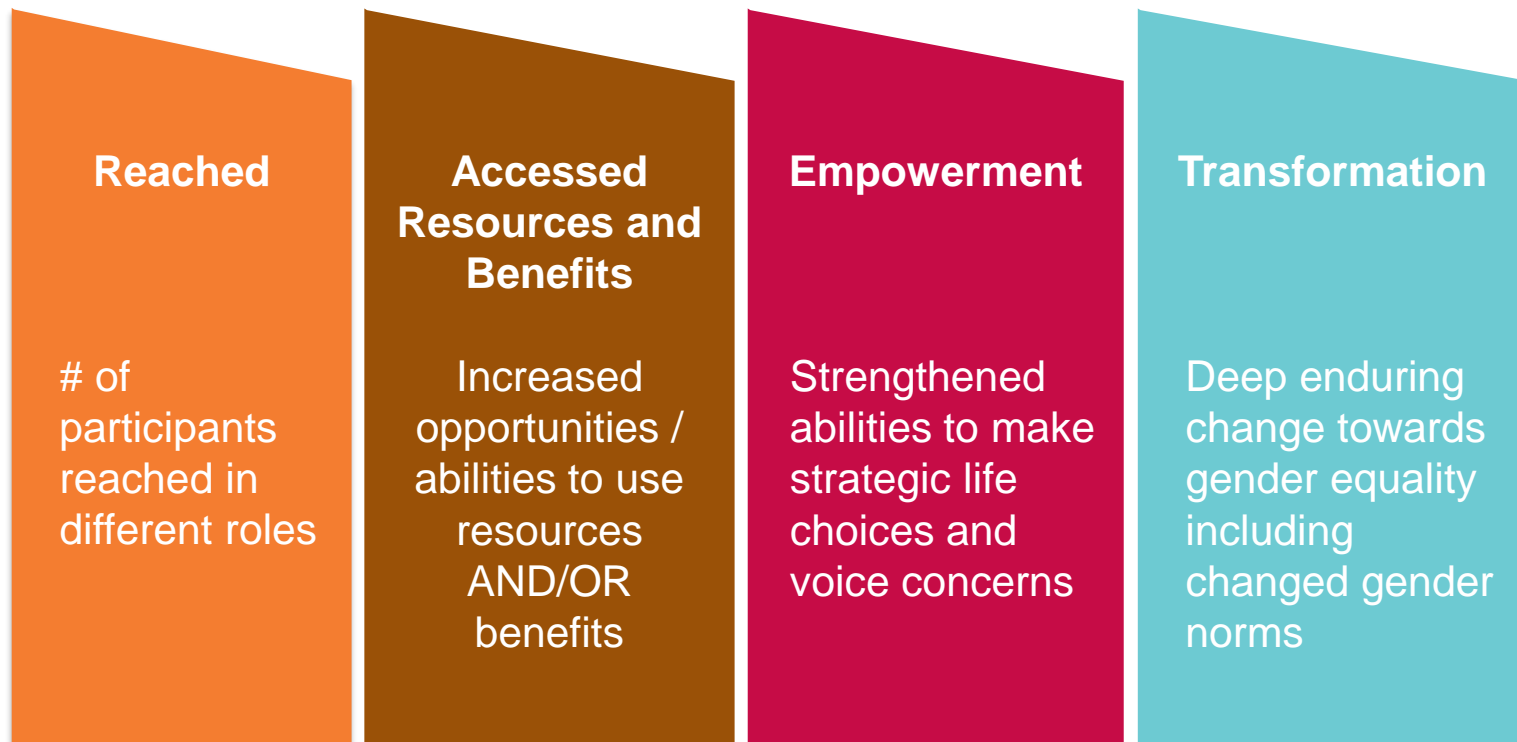 Reached
# of
participants
reached in
different roles
Accessed
Resources and
Benefits
Increased
opportunities /
abilities to use
resources
AND/OR
benefits
Empowerment
Strengthened
abilities to make
strategic life
choices and
voice concerns
Transformation
Deep enduring
change towards
gender equality
including
changed gender
norms